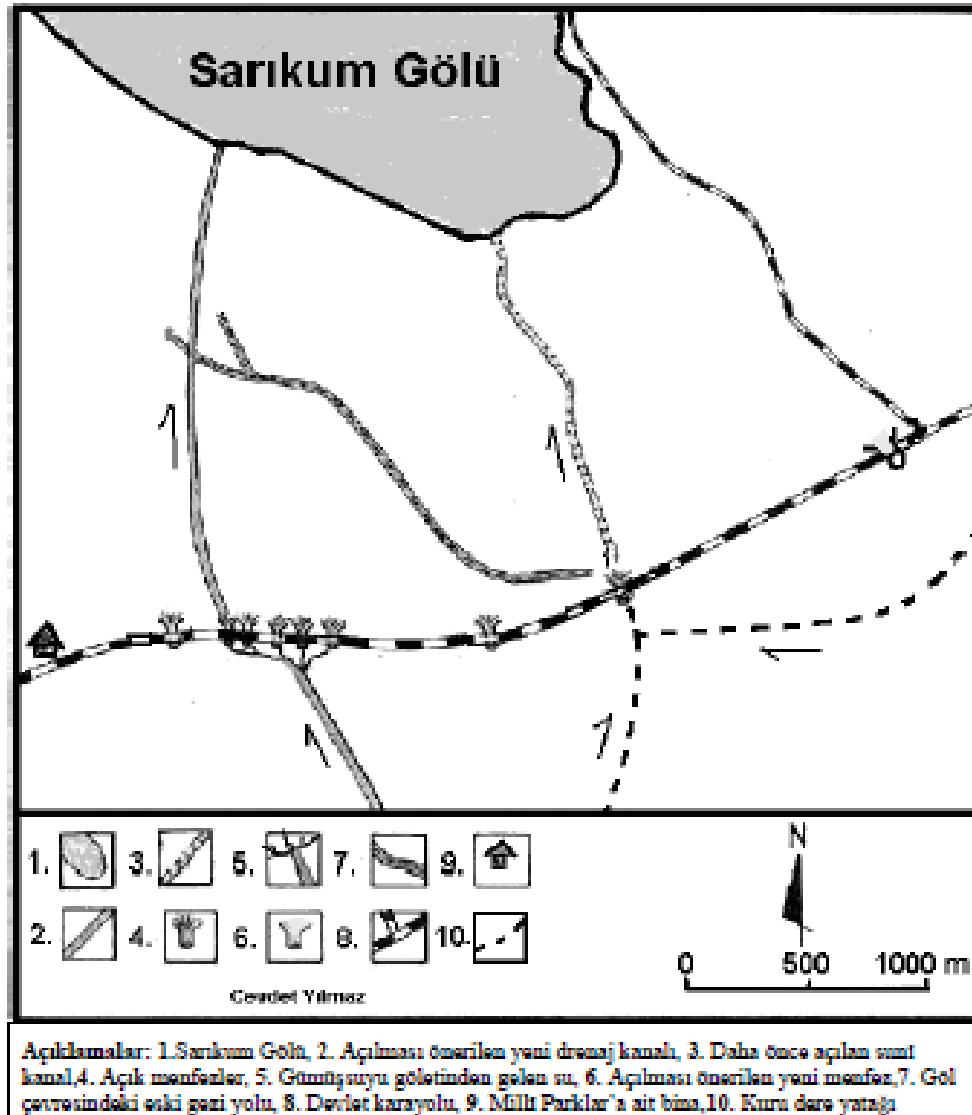 Sarıkum Gölü
1. 3. 5. 7. 9.
2. 4. 6. 8. 10.
N
0 500 1000 m
Cevdet Yılmaz
Açıklamalar: 1.Sarıkum Gölü, 2. Açılması önerilen yeni drenaj kanalı, 3. Daha önce açılan suni
kanal,4. Açık menfezler, 5. Gümüşsuyu göletinden gelen su, 6. Açılması önerilen yeni menfez,7. Göl
çevresindeki eski gezi yolu, 8. Devlet karayolu, 9. Milli Parklar'a ait bina,10. Kuru dere yatağı